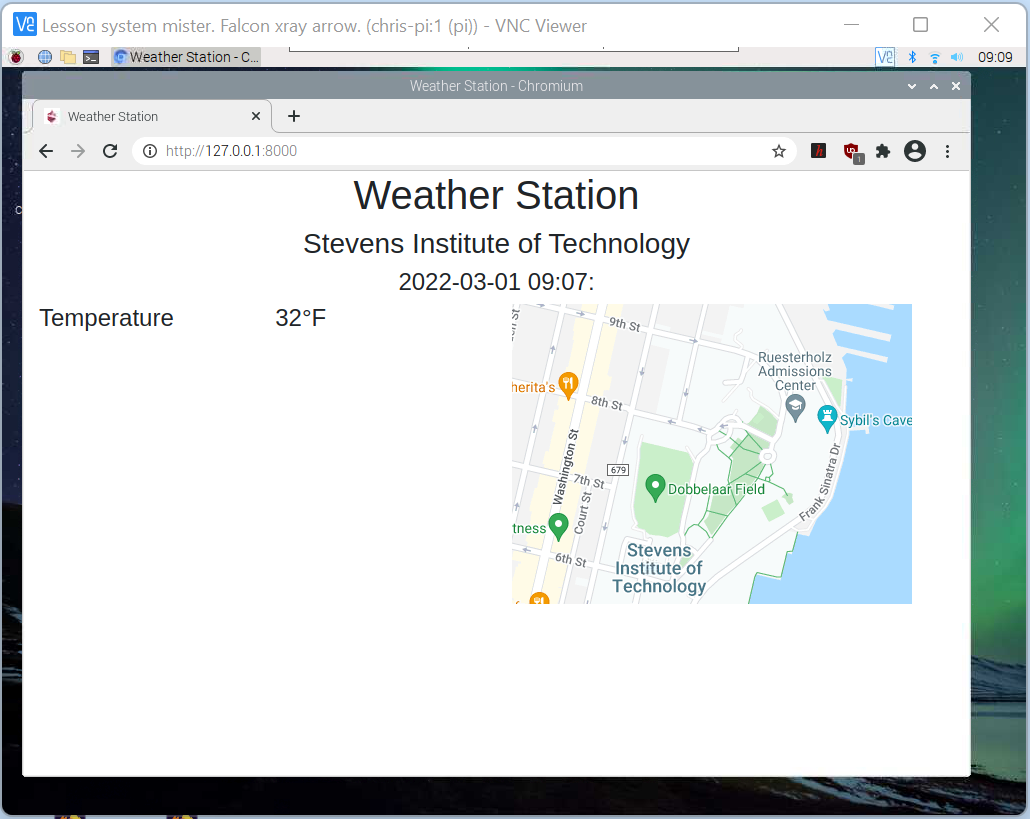 Lesson system mister. Falcon xray arrow. (chris-pi:1 (pi)) - VNC Viewer
Weather Station - C...
09:09
Weather Station - Chromium
Weather Station
http://127.0.0.1:8000
1
Weather Station
Stevens Institute of Technology
2022-03-01 09:07:
Temperature 32°F
9th St
Ruesterholz
Admissions
Center
herita's
8th St
Sybil's Cave
Washington St
679
7th St
Court St
Dobbelaar Field
Frank Sinatra Dr
tness
6th St
Stevens
Institute of
Technology